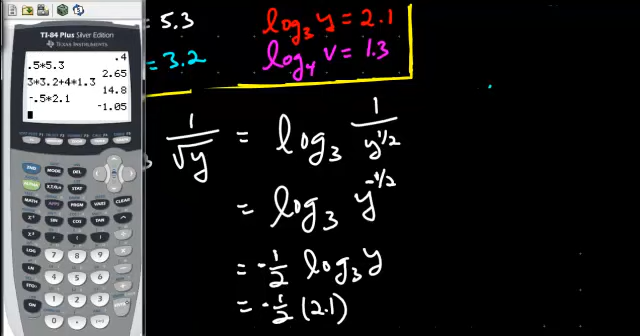 TI-84 Plus Silver Edition
TEXAS INSTRUMENTS
.4
.5*5.3
2.65
3*3.2+4*1.3
14.8
-.5*2.1
-1.05
= 5.3
log₃ y = 2.1
= 3.2
log₄ v = 1.3
3 1/√y = log₃ 1/y^1/2
= log₃ y^-1/2
= -1/2 log₃ y
= -1/2 (2.1)